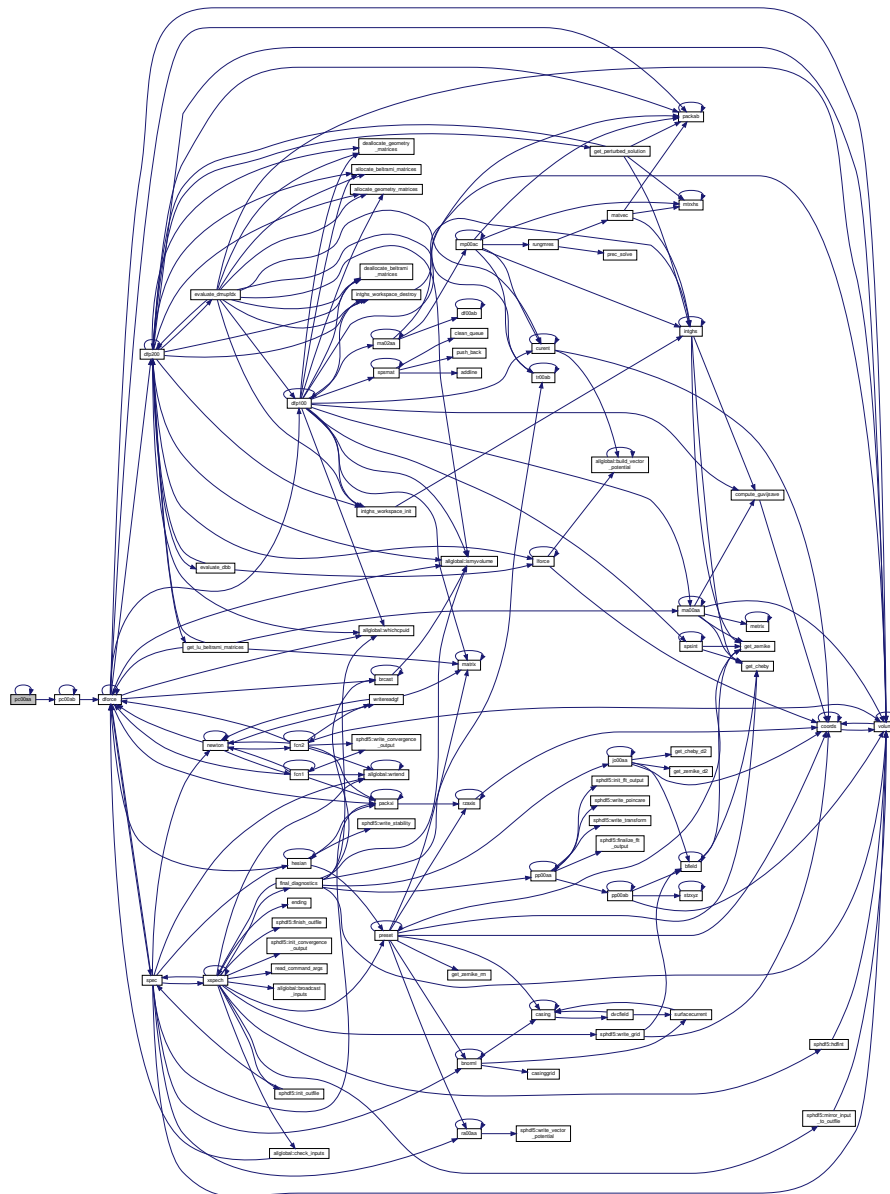 packab
deallocate_geometry
_matrices
get_perturbed_solution
allocate_beltrami_matrices
allocate_geometry_matrices
mtrxhs
matvec
mp00ac
iungmres
prec_solve
deallocate_beltrami
_matrices
evaluate_dmupfdx
intghs_workspace_destroy
df00ab
clean_queue
intghs
ma02aa
curent
push_back
dfp200
spsmat
addline
tr00ab
dfp100
allglobal::build_vector
_potential
compute_guvijsave
intghs_workspace_init
allglobal::ismyvolume
lforce
evaluate_dbb
ma00aa
allglobal::whichcpuid
matrix
get_lu_beltrami_matrices
spsint
get_zernike
matrix
get_cheby
brcast
pc00aa
pc00ab
dforce
writereadgf
coords
volume
newton
fcn2
sphdf5::write_convergence
_output
get_cheby_d2
jo00aa
fcn1
allglobal::wrtend
get_zernike_d2
sphdf5::init_flt_output
packxi
rzaxis
sphdf5::write_poincare
sphdf5::write_transform
sphdf5::write_stability
sphdf5::finalize_flt
_output
hesian
bfield
final_diagnostics
pp00aa
pp00ab
stzxyz
ending
sphdf5::finish_outfile
preset
sphdf5::init_convergence
_output
read_command_args
get_zernike_rm
spec
xspech
allglobal::broadcast
_inputs
casing
dvcfield
surfacecurrent
sphdf5::write_grid
sphdf5::hdfint
bnorml
casinggrid
sphdf5::init_outfile
sphdf5::mirror_input
_to_outfile
ra00aa
sphdf5::write_vector
_potential
allglobal::check_inputs